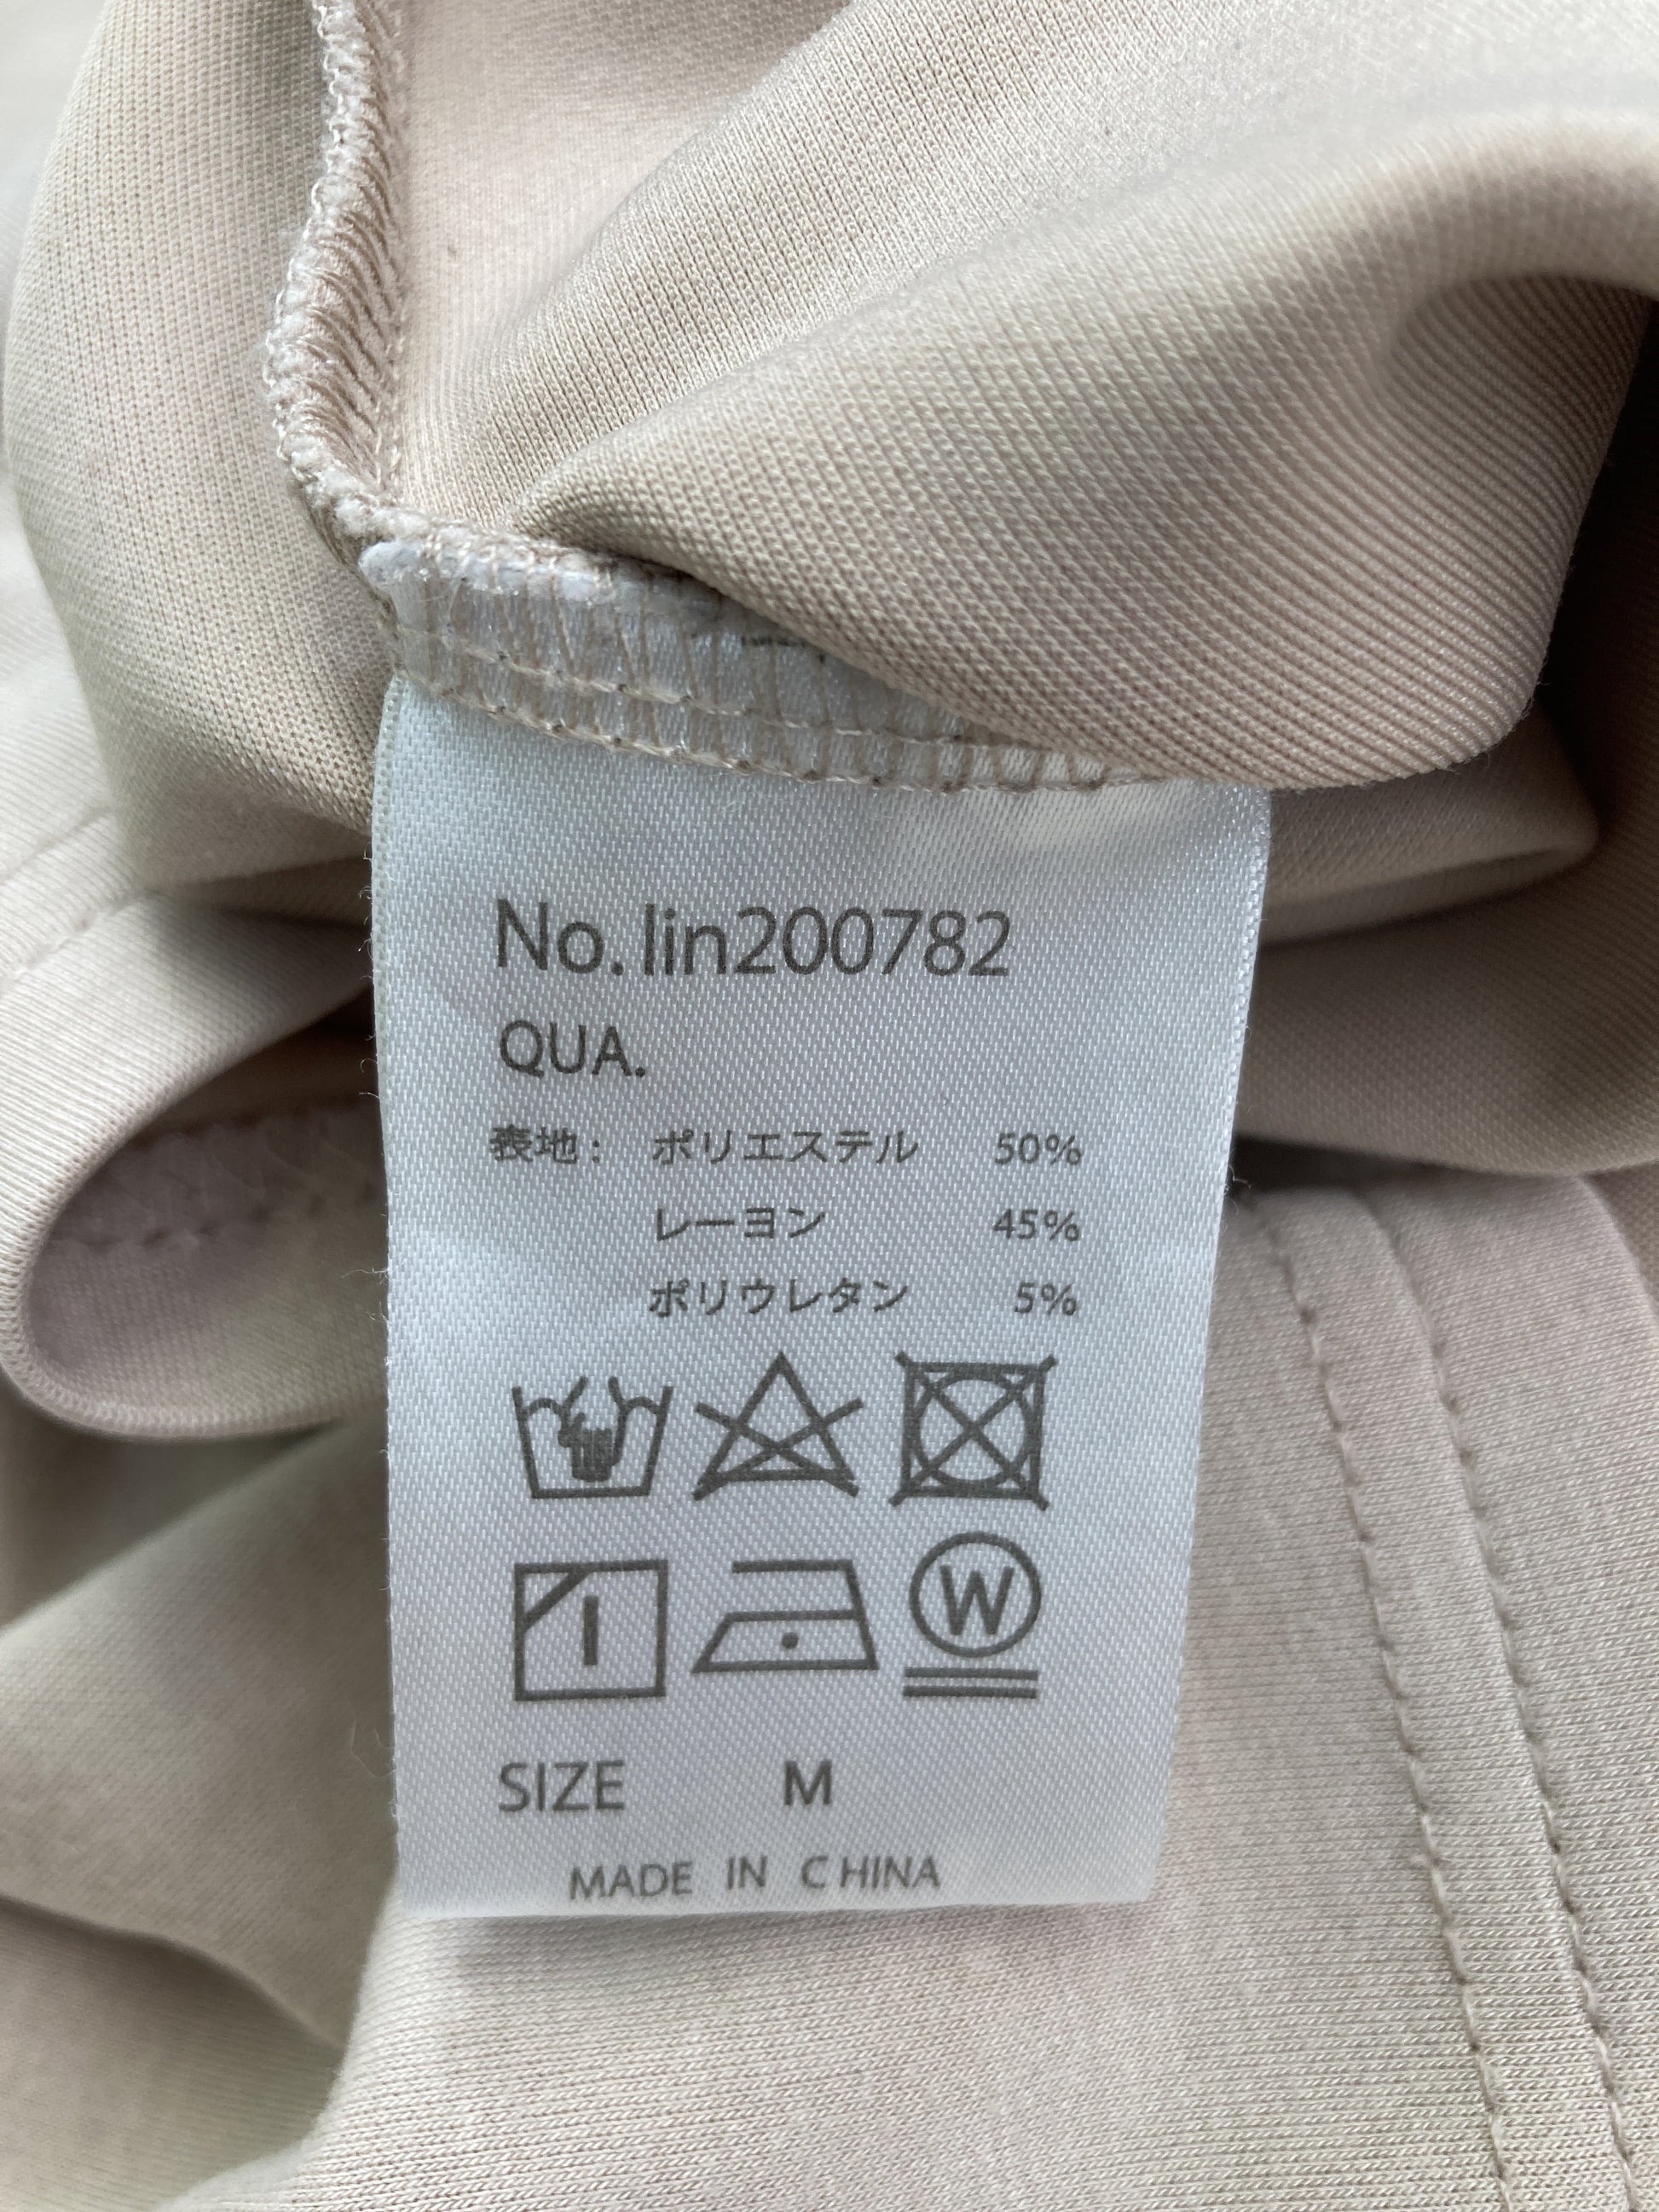 No. lin200782
QUA.
表地： ポリエステル 50%
レーヨン 45%
ポリウレタン 5%
W
SIZE M
MADE IN CHINA